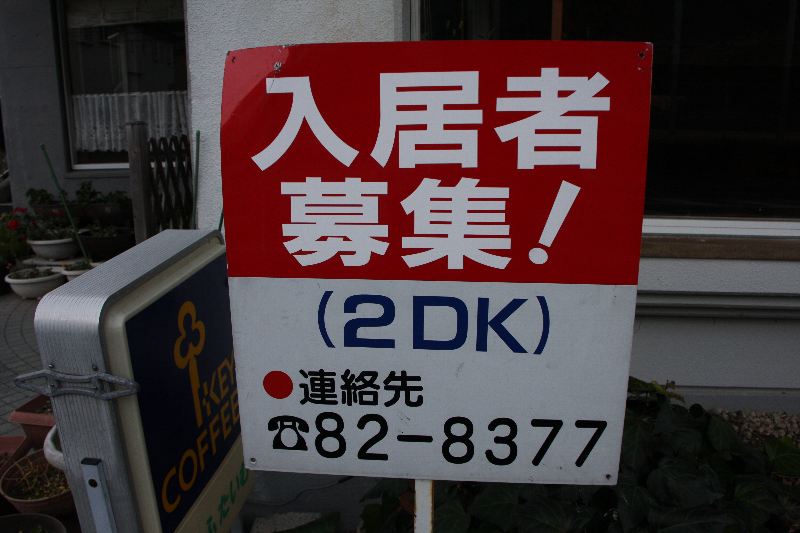 入居者
募集!
(2DK)
●連絡先
☎82-8377
KEY
COFFEE